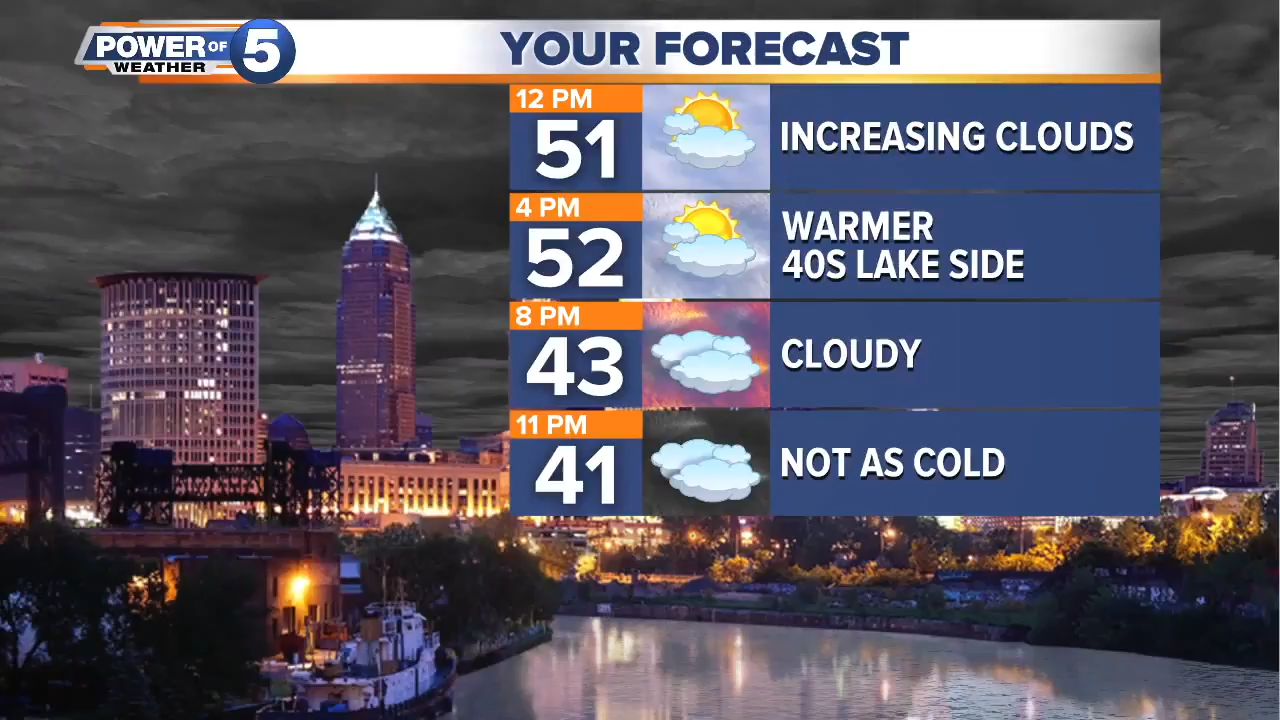 POWER OF 5
WEATHER
YOUR FORECAST
12 PM
51
INCREASING CLOUDS
4 PM
52
WARMER
40S LAKE SIDE
8 PM
43
CLOUDY
11 PM
41
NOT AS COLD